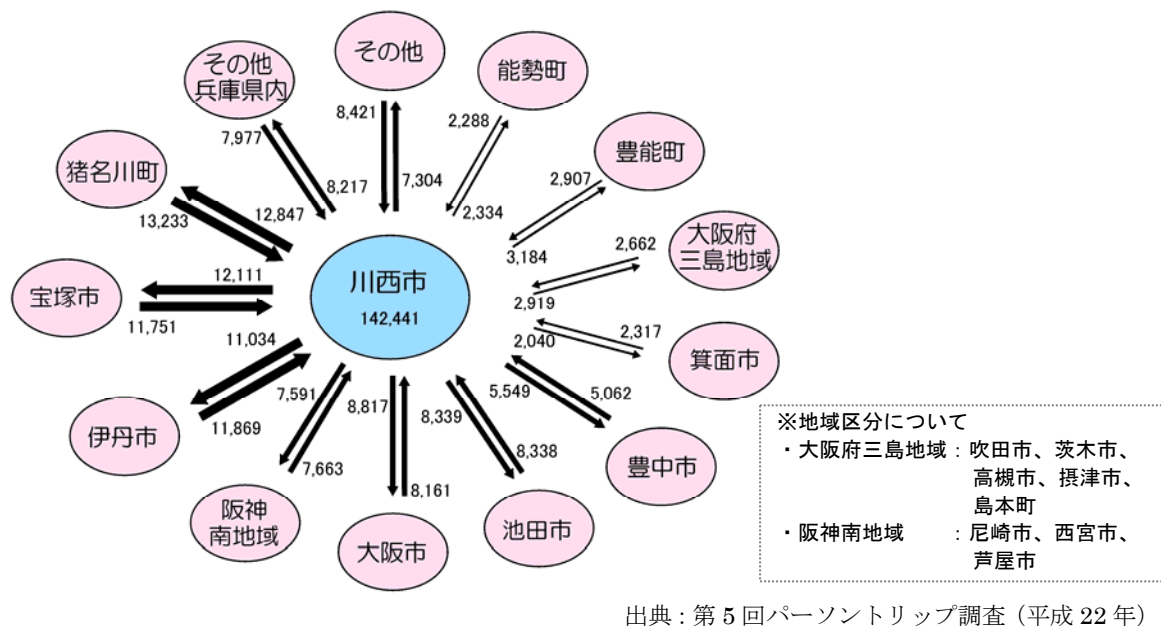 その他
8,421
7,304
能勢町
2,288
2,334
豊能町
2,907
3,184
大阪府
三島地域
2,662
2,919
箕面市
2,317
2,040
豊中市
5,062
5,549
池田市
8,338
8,339
大阪市
8,161
8,817
阪神
南地域
7,663
7,591
伊丹市
11,869
11,034
宝塚市
11,751
12,111
猪名川町
13,233
12,847
その他
兵庫県内
7,977
8,217
川西市
142,441
※地域区分について
・大阪府三島地域：吹田市、茨木市、
高槻市、摂津市、
島本町
・阪神南地域　　：尼崎市、西宮市、
芦屋市
出典：第 5 回パーソントリップ調査（平成 22 年）